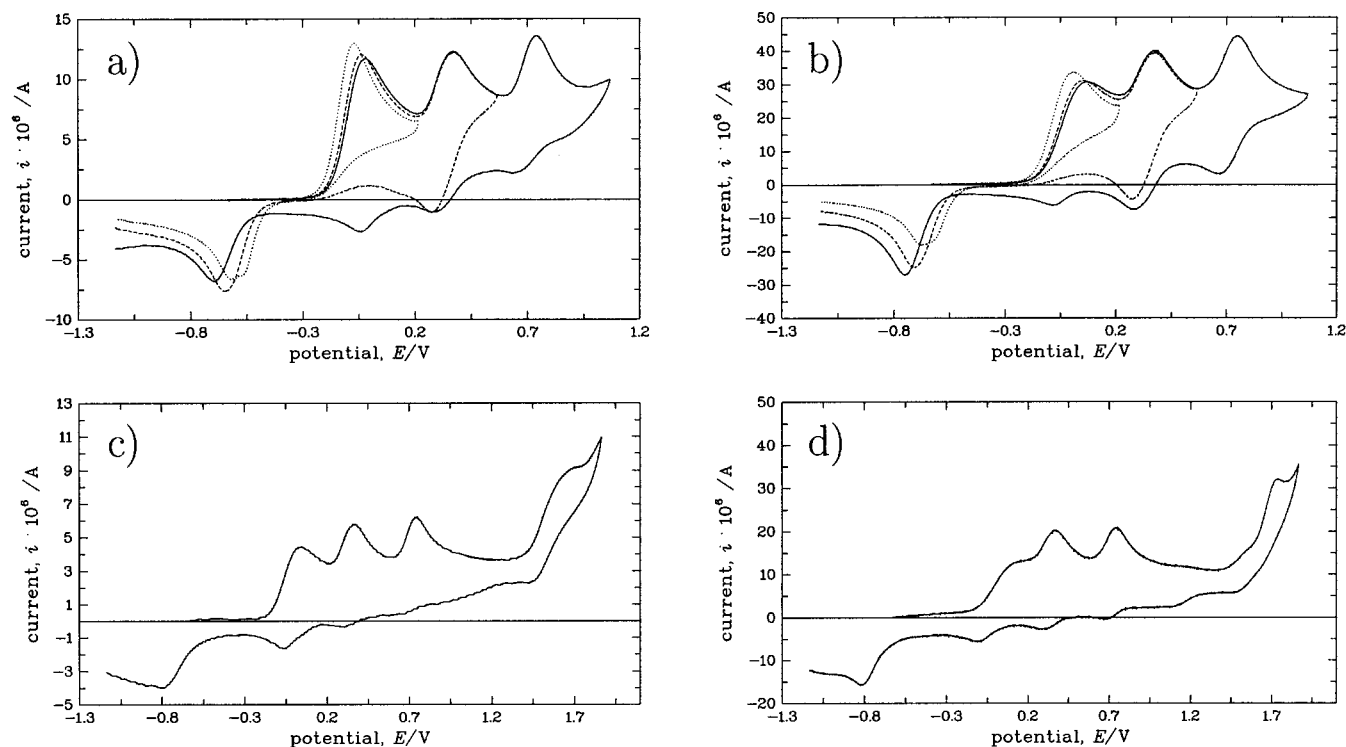 a)
current, i · 10⁶ /A
15
10
5
0
−5
−10
−1.3 −0.8 −0.3 0.2 0.7 1.2
potential, E/V
b)
current, i · 10⁶ /A
50
40
30
20
10
0
−10
−20
−30
−40
−1.3 −0.8 −0.3 0.2 0.7 1.2
potential, E/V
c)
current, i · 10⁶ /A
13
11
9
7
5
3
1
−1
−3
−5
−1.3 −0.8 −0.3 0.2 0.7 1.2 1.7
potential, E/V
d)
current, i · 10⁶ /A
50
40
30
20
10
0
−10
−20
−1.3 −0.8 −0.3 0.2 0.7 1.2 1.7
potential, E/V